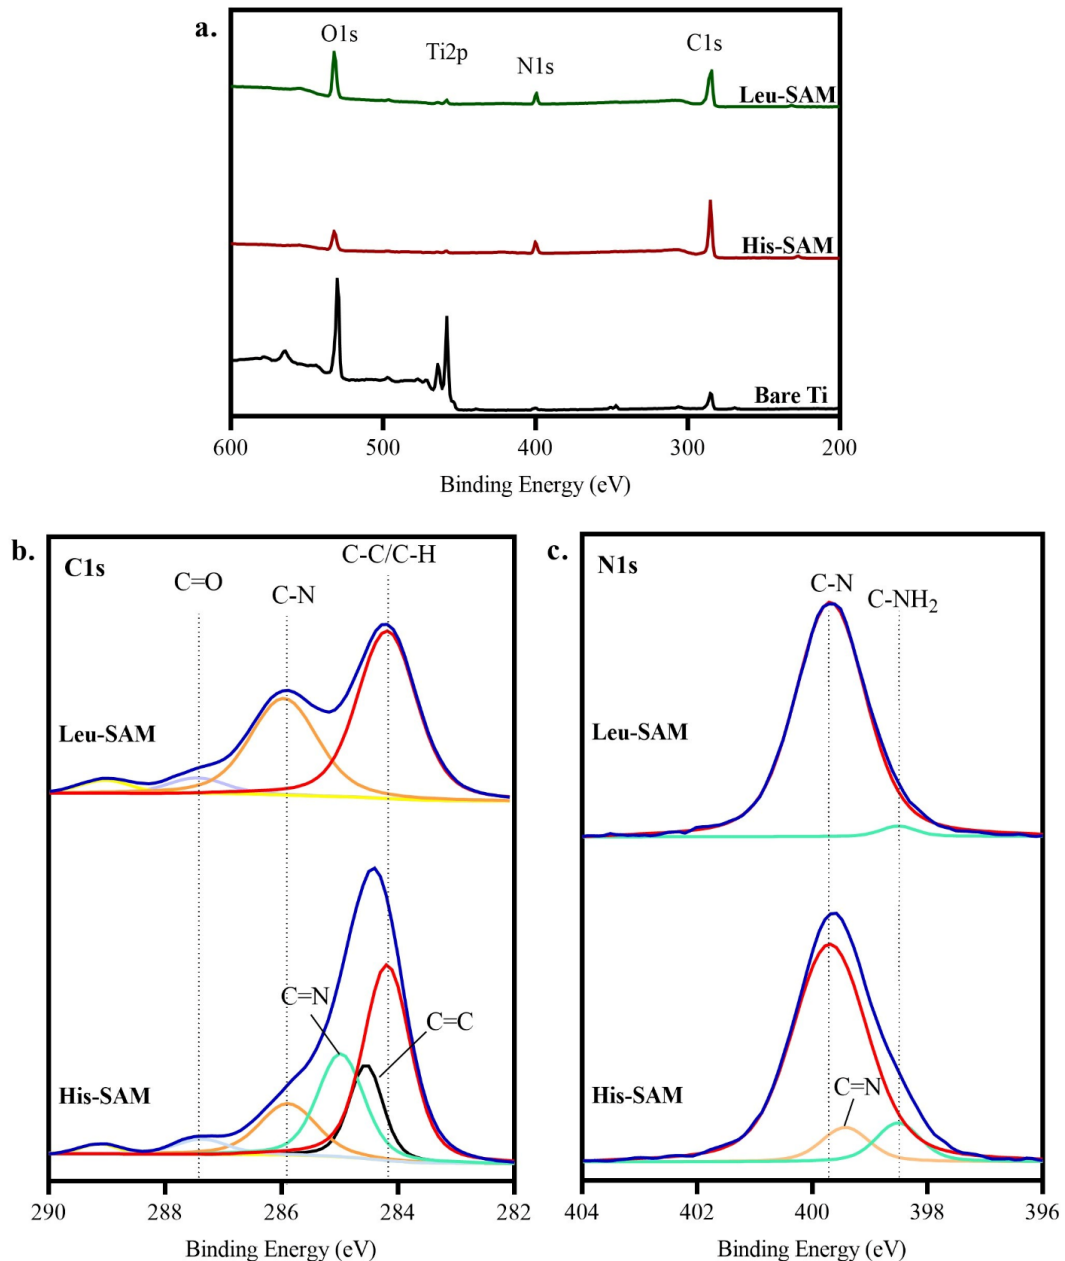 a.
O1s
Ti2p
N1s
C1s
Leu-SAM
His-SAM
Bare Ti
600 500 400 300 200
Binding Energy (eV)
b.
C1s
C=O
C-N
C-C/C-H
Leu-SAM
C=N
C=C
His-SAM
290 288 286 284 282
Binding Energy (eV)
c.
N1s
C-N
C-NH₂
Leu-SAM
C=N
His-SAM
404 402 400 398 396
Binding Energy (eV)